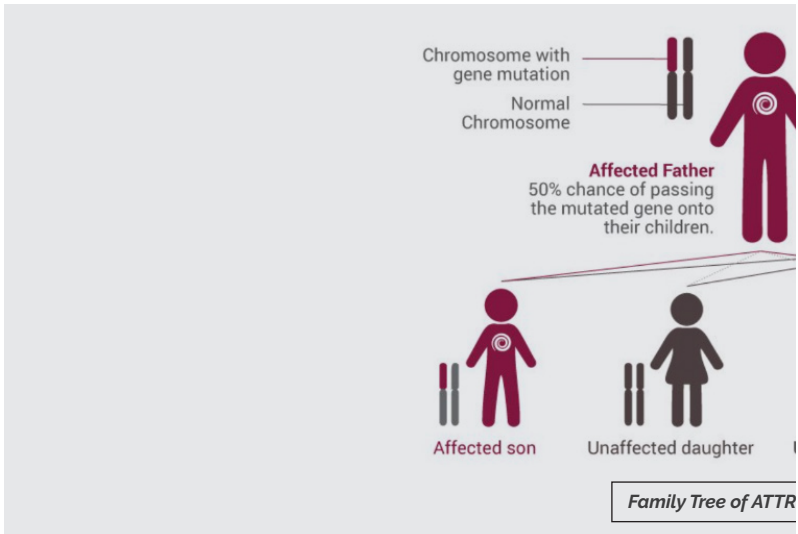 Chromosome with
gene mutation
Normal
Chromosome
Affected Father
50% chance of passing
the mutated gene onto
their children.
Affected son
Unaffected daughter
Family Tree of ATTR